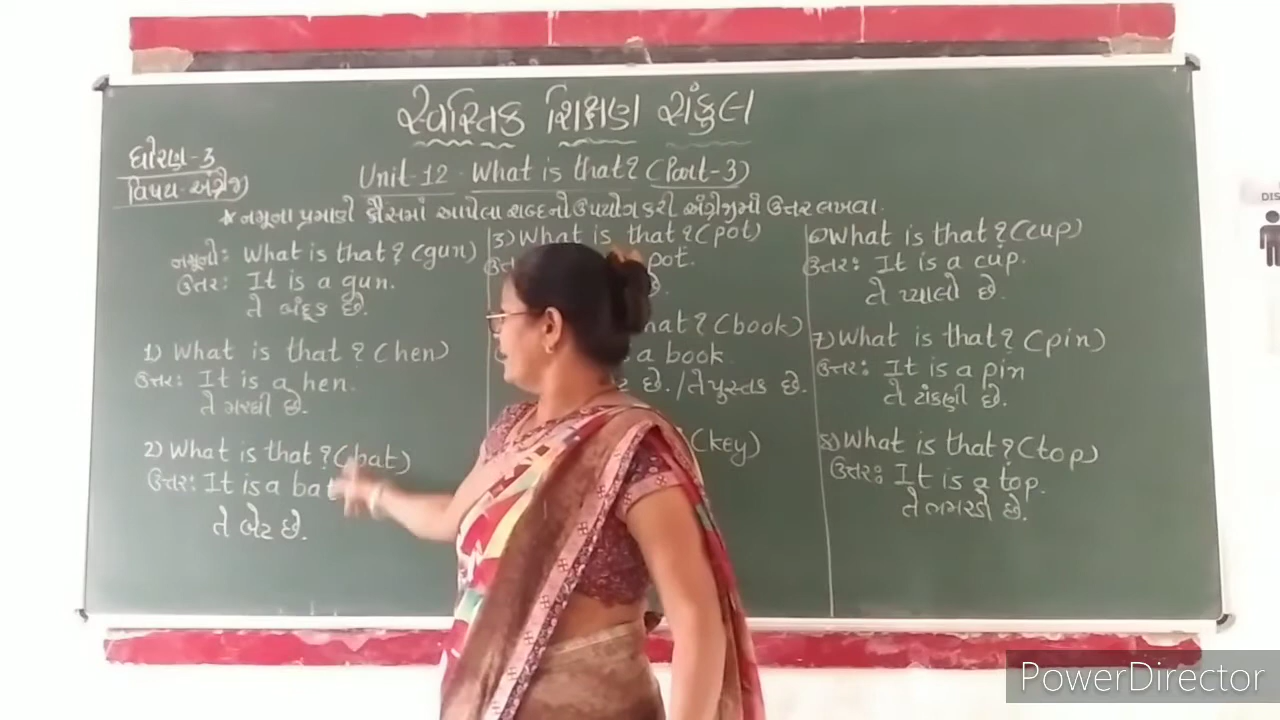 સ્વસ્તિક શિક્ષણ સંકુલ
ધોરણ-3
વિષય-અંગ્રેજી
Unit-12. What is that? (Part-3)
* નમૂના પ્રમાણે કૌંસમાં આપેલા શબ્દનો ઉપયોગ કરી અંગ્રેજીમાં ઉત્તર લખવા.
નમૂનો: What is that? (gun)
ઉત્તર: It is a gun.
તે બંદૂક છે.
1) What is that? (hen)
ઉત્તર: It is a hen.
તે મરઘી છે.
2) What is that? (bat)
ઉત્તર: It is a bat
તે બેટ છે.
3) What is that? (pot)
pot.
છે.
hat? (book)
a book.
છે. / તે પુસ્તક છે.
(key)
6) What is that? (cup)
ઉત્તર: It is a cup.
તે પ્યાલો છે.
7) What is that? (pin)
ઉત્તર: It is a pin
તે ટાંકણી છે.
8) What is that? (top)
ઉત્તર: It is a top.
તે ભમરડો છે.
DIS
PowerDirector